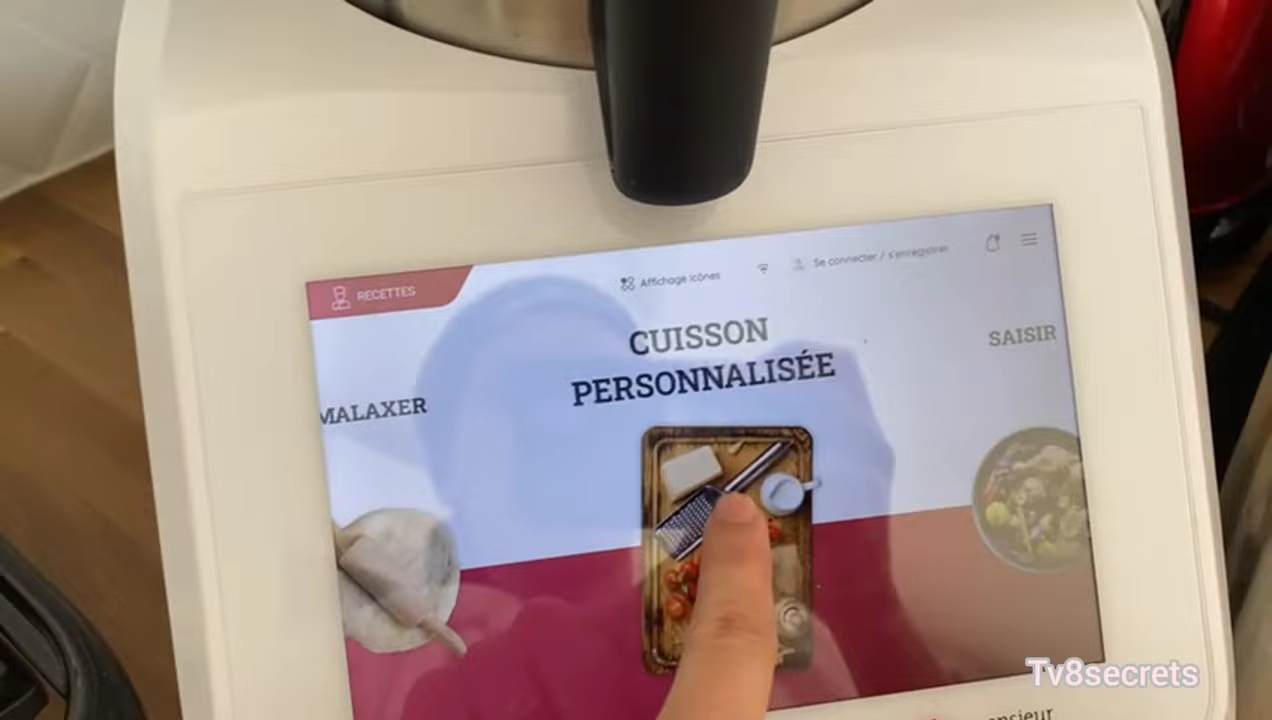 RECETTES
Affichage icônes
Se connecter / s'enregistrer
CUISSON
PERSONNALISÉE
SAISIR
MALAXER
Tv8secrets